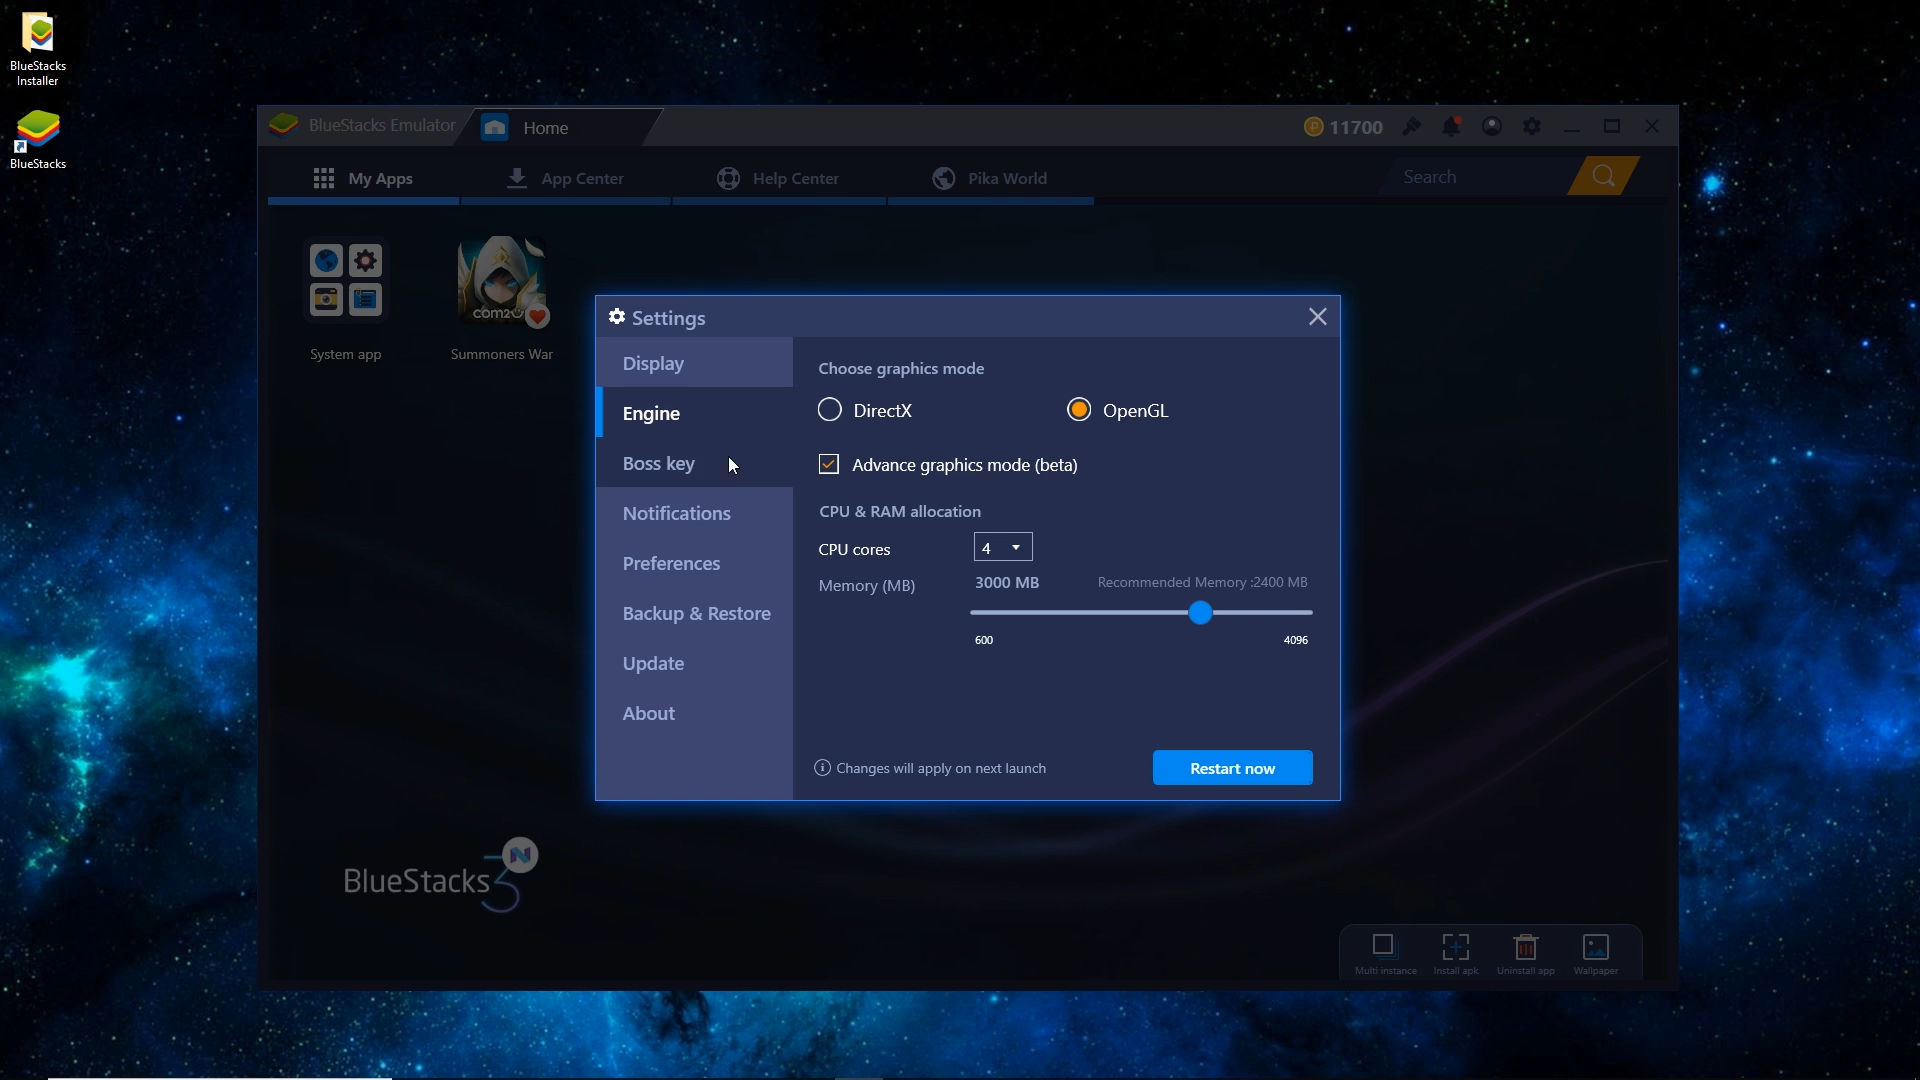 BlueStacks
Installer
BlueStacks
BlueStacks Emulator
Home
11700
My Apps
App Center
Help Center
Pika World
Search
System app
com2
Summoners War
Settings
Display
Engine
Boss key
Notifications
Preferences
Backup & Restore
Update
About
Choose graphics mode
DirectX
OpenGL
Advance graphics mode (beta)
CPU & RAM allocation
CPU cores
4
Memory (MB)
3000 MB
Recommended Memory :2400 MB
600
4096
Changes will apply on next launch
Restart now
BlueStacks 3
N
Multi instance
Install apk
Uninstall app
Wallpaper